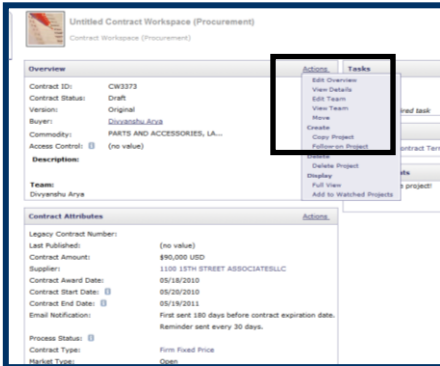 Untitled Contract Workspace (Procurement)
Contract Workspace (Procurement)
Overview
Actions
Contract ID: CW3373
Contract Status: Draft
Version: Original
Buyer: Divyanshu Arya
Commodity: PARTS AND ACCESSORIES, LA...
Access Control: (no value)
Description:
Team:
Divyanshu Arya
Edit Overview
View Details
Edit Team
View Team
Move
Create
Copy Project
Follow-on Project
Delete
Delete Project
Display
Full View
Add to Watched Projects
Tasks
ired task
ontract Terr
ts
project!
Contract Attributes
Actions
Legacy Contract Number:
Last Published: (no value)
Contract Amount: $90,000 USD
Supplier: 1100 15TH STREET ASSOCIATESLLC
Contract Award Date: 05/18/2010
Contract Start Date: 05/20/2010
Contract End Date: 05/19/2011
Email Notification: First sent 180 days before contract expiration date.
Reminder sent every 30 days.
Process Status:
Contract Type: Firm Fixed Price
Market Type: Open